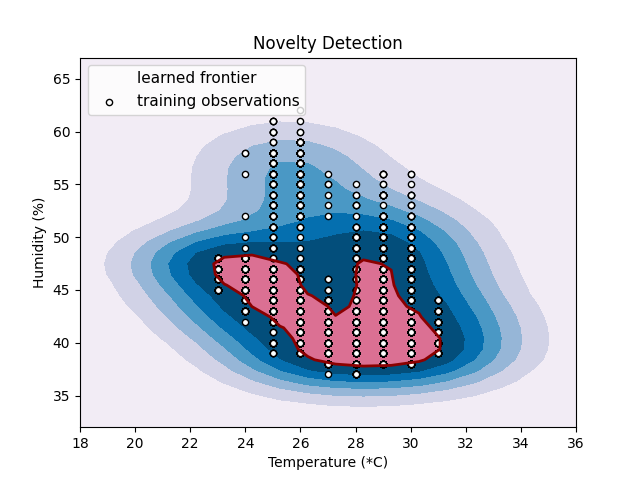 Novelty Detection
learned frontier
training observations
65
60
55
50
45
40
35
Humidity (%)
18 20 22 24 26 28 30 32 34 36
Temperature (*C)